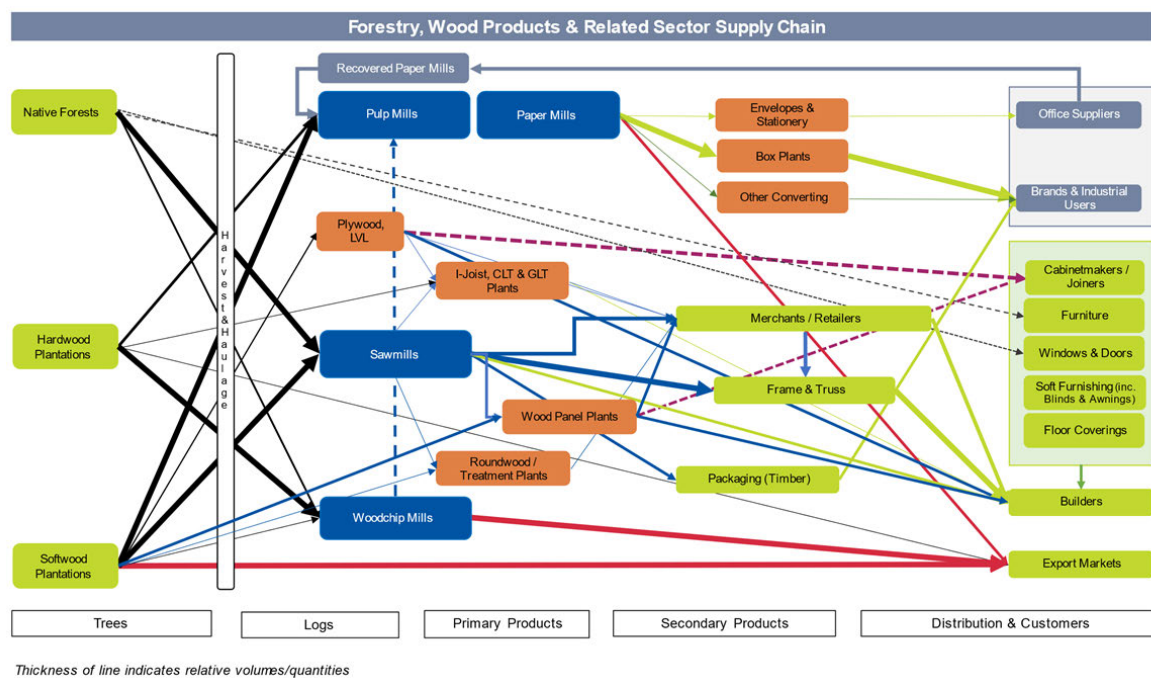 Forestry, Wood Products & Related Sector Supply Chain
Recovered Paper Mills
Native Forests
Pulp Mills
Paper Mills
Envelopes &
Stationery
Office Suppliers
Box Plants
Other Converting
Brands & Industrial
Users
Harvest&Haulage
Plywood,
LVL
I-Joist, CLT & GLT
Plants
Cabinetmakers /
Joiners
Hardwood
Plantations
Merchants / Retailers
Furniture
Sawmills
Windows & Doors
Frame & Truss
Soft Furnishing (inc.
Blinds & Awnings)
Wood Panel Plants
Floor Coverings
Roundwood /
Treatment Plants
Packaging (Timber)
Woodchip Mills
Builders
Softwood
Plantations
Export Markets
Trees
Logs
Primary Products
Secondary Products
Distribution & Customers
Thickness of line indicates relative volumes/quantities